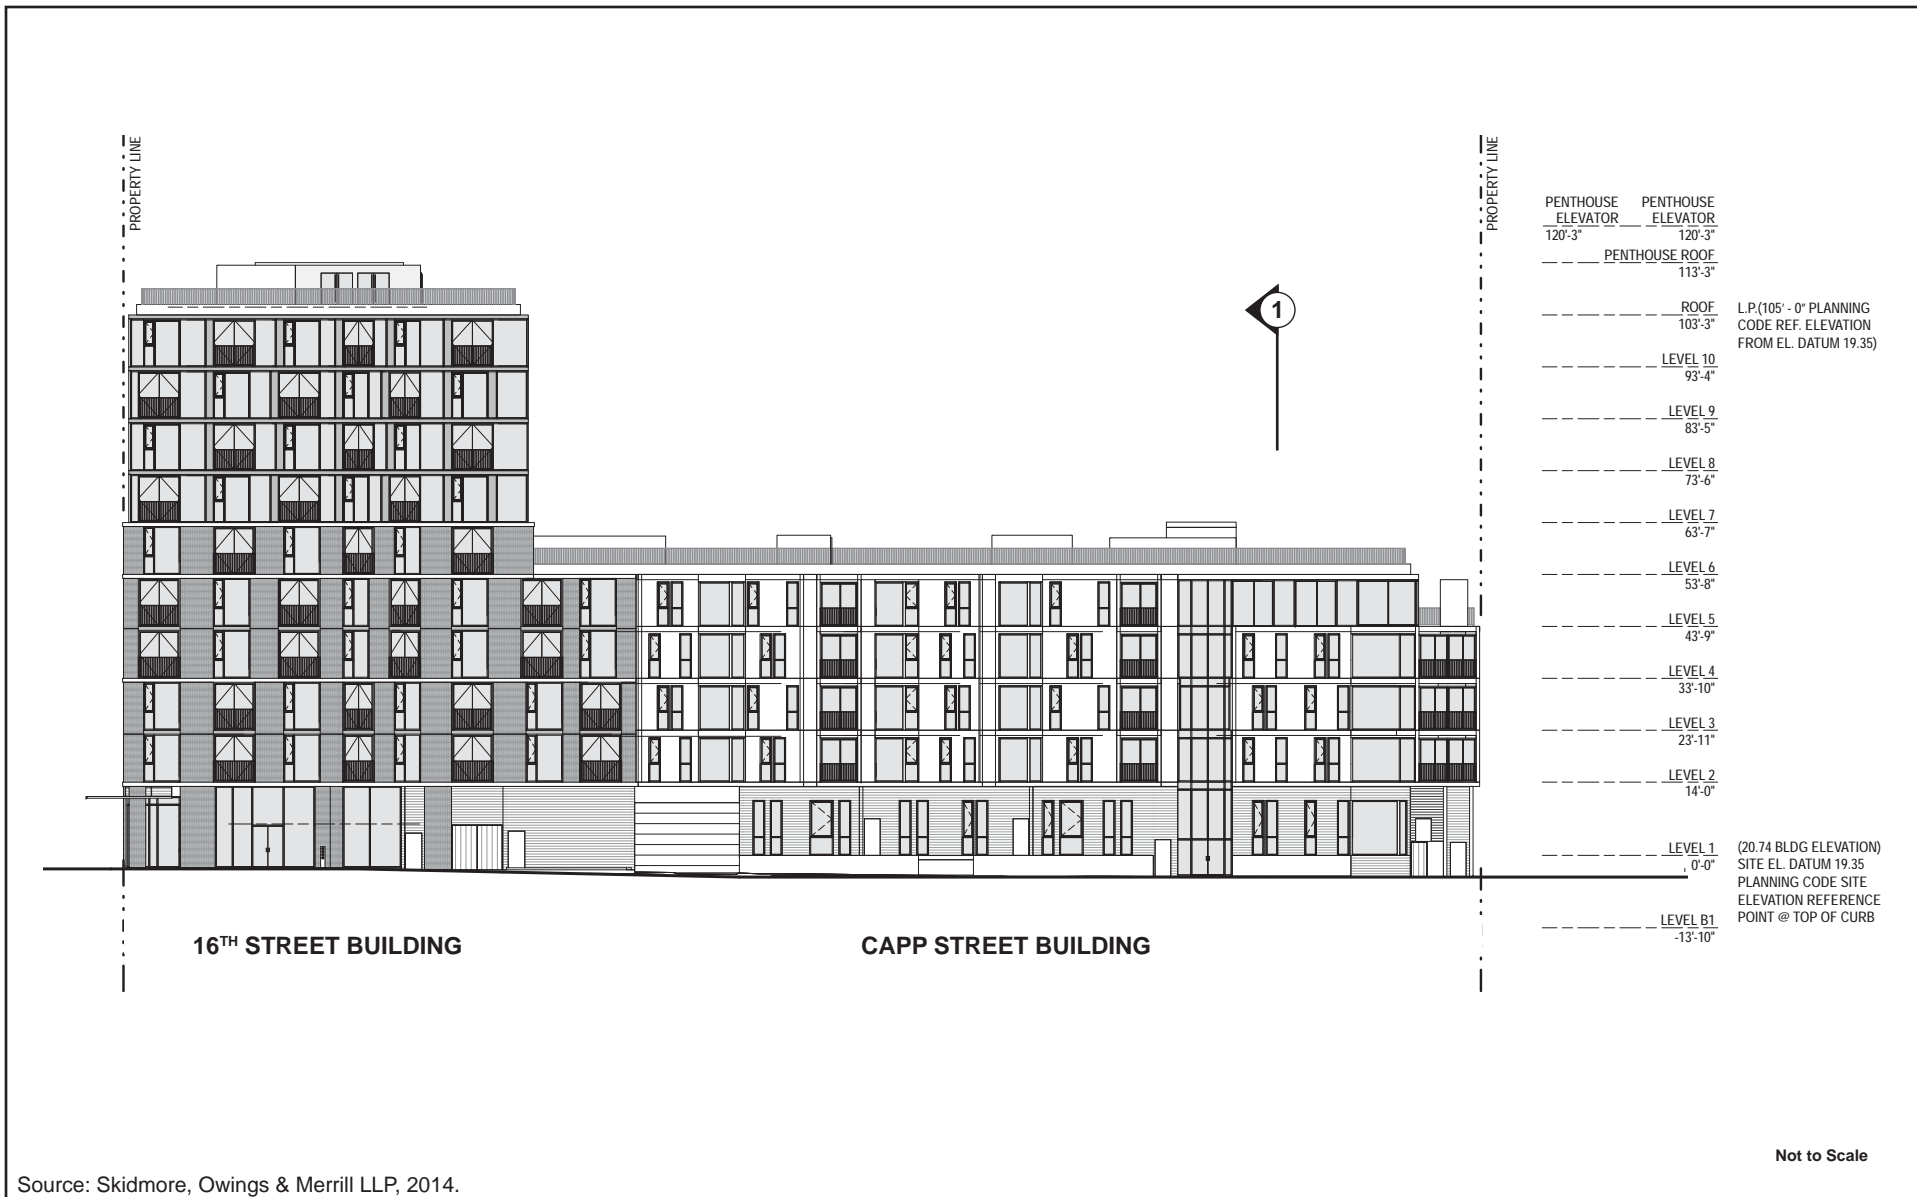 PROPERTY LINE
PROPERTY LINE
PENTHOUSE PENTHOUSE
ELEVATOR ELEVATOR
120'-3" 120'-3"
PENTHOUSE ROOF
113'-3"
ROOF
103'-3"
L.P.(105' - 0" PLANNING
CODE REF. ELEVATION
FROM EL. DATUM 19.35)
1
LEVEL 10
93'-4"
LEVEL 9
83'-5"
LEVEL 8
73'-6"
LEVEL 7
63'-7"
LEVEL 6
53'-8"
LEVEL 5
43'-9"
LEVEL 4
33'-10"
LEVEL 3
23'-11"
LEVEL 2
14'-0"
LEVEL 1
0'-0"
(20.74 BLDG ELEVATION)
SITE EL. DATUM 19.35
PLANNING CODE SITE
ELEVATION REFERENCE
POINT @ TOP OF CURB
LEVEL B1
-13'-10"
16TH STREET BUILDING
CAPP STREET BUILDING
Not to Scale
Source: Skidmore, Owings & Merrill LLP, 2014.